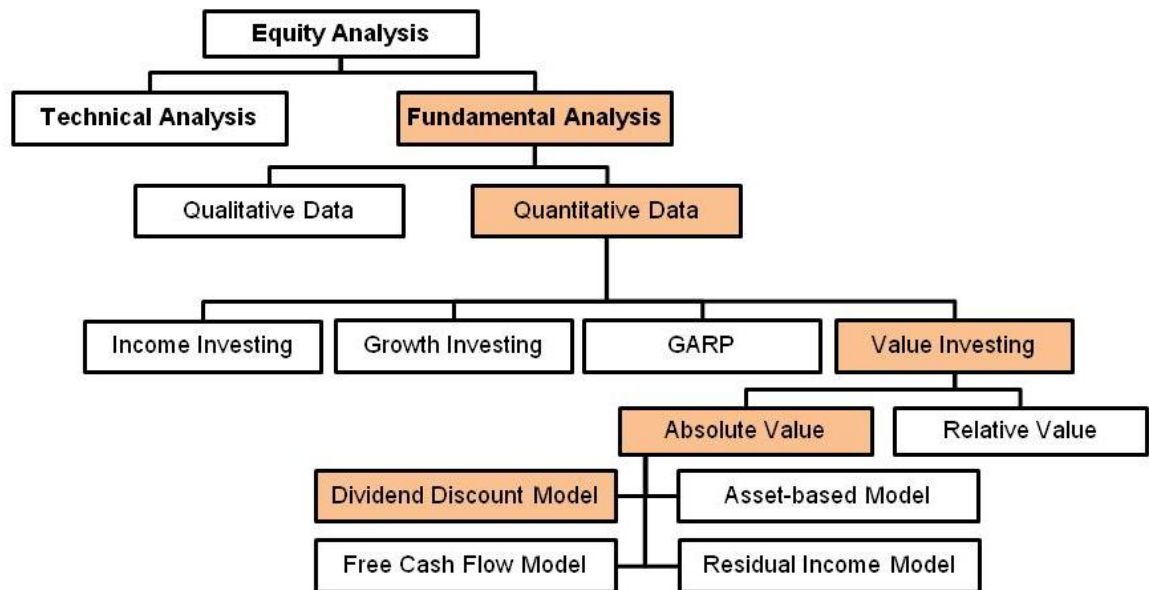 Equity Analysis
Technical Analysis
Fundamental Analysis
Qualitative Data
Quantitative Data
Income Investing
Growth Investing
GARP
Value Investing
Absolute Value
Relative Value
Dividend Discount Model
Asset-based Model
Free Cash Flow Model
Residual Income Model